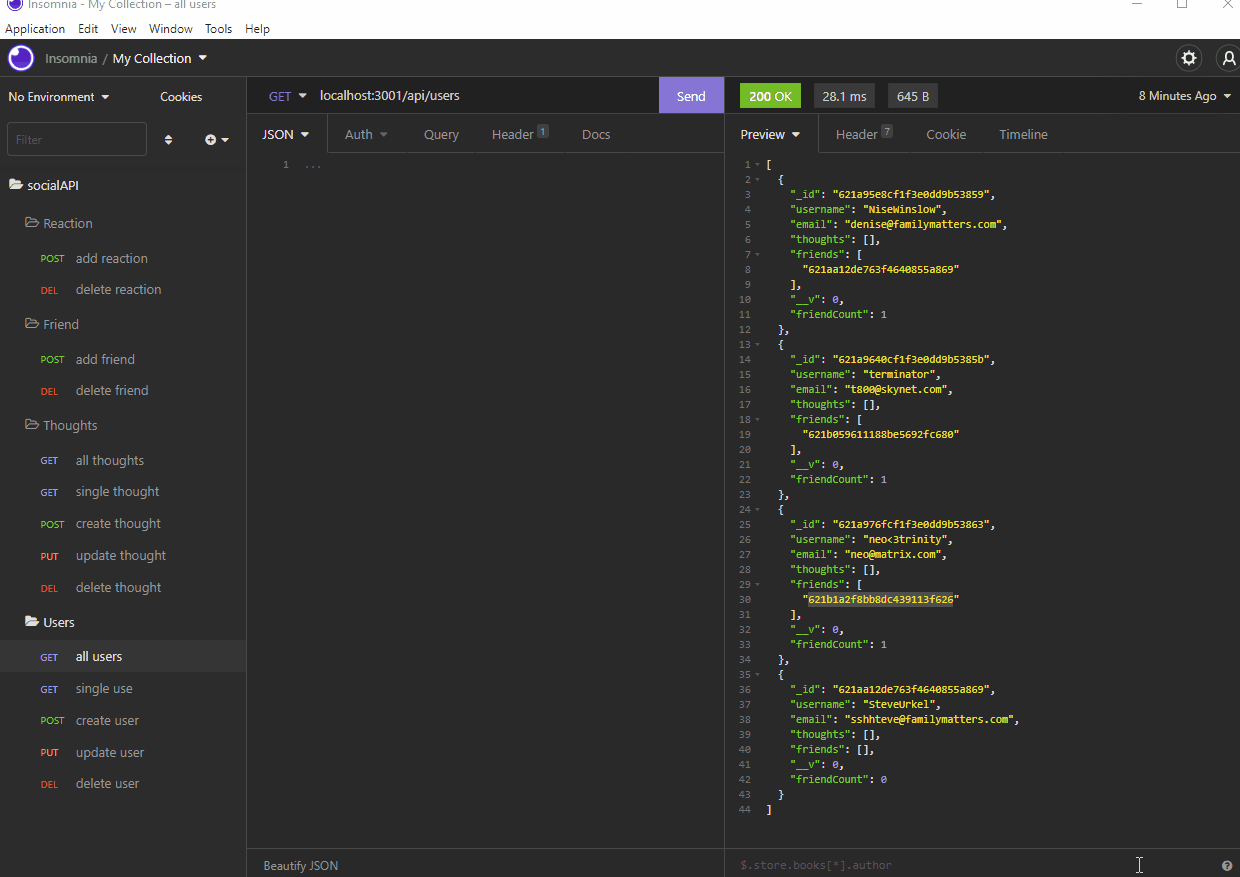 Insomnia - My Collection – all users
Application Edit View Window Tools Help
Insomnia / My Collection
No Environment Cookies
Filter
socialAPI
Reaction
POST add reaction
DEL delete reaction
Friend
POST add friend
DEL delete friend
Thoughts
GET all thoughts
GET single thought
POST create thought
PUT update thought
DEL delete thought
Users
GET all users
GET single use
POST create user
PUT update user
DEL delete user
GET localhost:3001/api/users Send
JSON Auth Query Header 1 Docs
1 ...
Beautify JSON
200 OK 28.1 ms 645 B 8 Minutes Ago
Preview Header 7 Cookie Timeline
1 [
2 {
3 "_id": "621a95e8cf1f3e0dd9b53859",
4 "username": "NiseWinslow",
5 "email": "denise@familymatters.com",
6 "thoughts": [],
7 "friends": [
8 "621aa12de763f4640855a869"
9 ],
10 "__v": 0,
11 "friendCount": 1
12 },
13 {
14 "_id": "621a9640cf1f3e0dd9b5385b",
15 "username": "terminator",
16 "email": "t800@skynet.com",
17 "thoughts": [],
18 "friends": [
19 "621b059611188be5692fc680"
20 ],
21 "__v": 0,
22 "friendCount": 1
23 },
24 {
25 "_id": "621a976fcf1f3e0dd9b53863",
26 "username": "neo<3trinity",
27 "email": "neo@matrix.com",
28 "thoughts": [],
29 "friends": [
30 "621b1a2f8bb8dc439113f626"
31 ],
32 "__v": 0,
33 "friendCount": 1
34 },
35 {
36 "_id": "621aa12de763f4640855a869",
37 "username": "SteveUrkel",
38 "email": "sshhteve@familymatters.com",
39 "thoughts": [],
40 "friends": [],
41 "__v": 0,
42 "friendCount": 0
43 }
44 ]
$.store.books[*].author